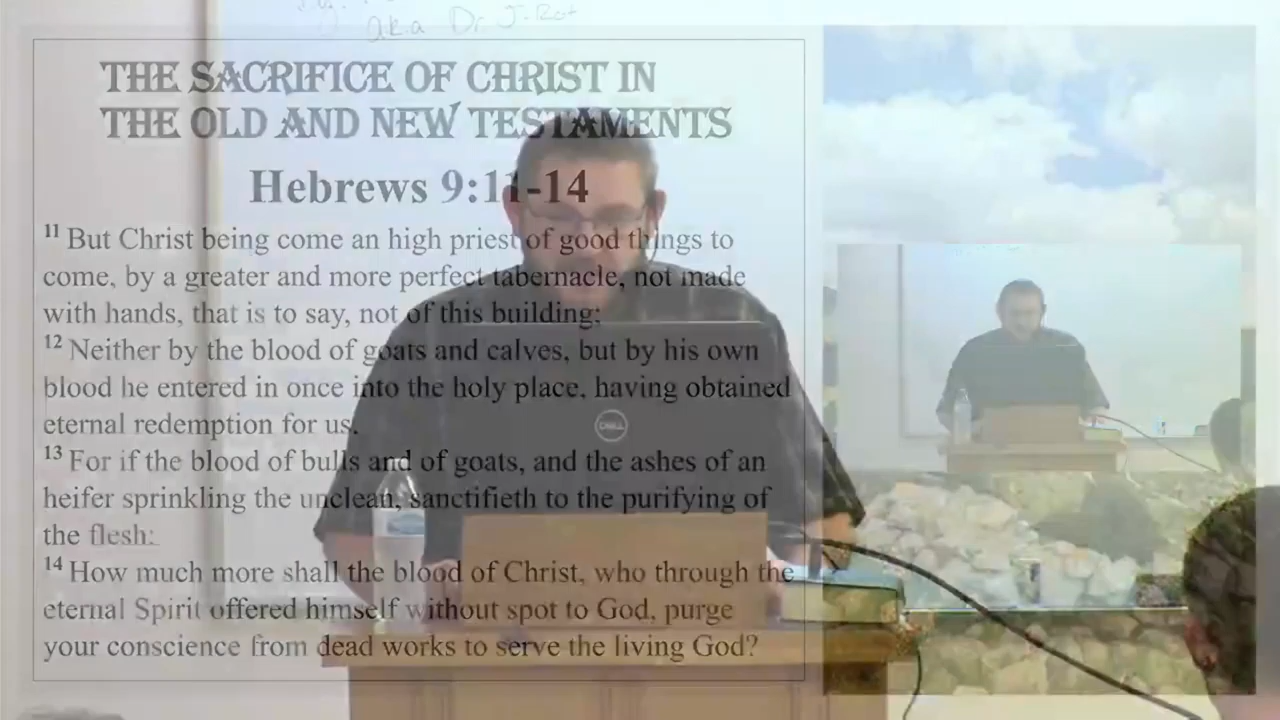 a.k.a Dr J.
THE SACRIFICE OF CHRIST IN
THE OLD AND NEW TESTAMENTS
Hebrews 9:11-14
11 But Christ being come an high priest of good things to
come, by a greater and more perfect tabernacle, not made
with hands, that is to say, not of this building;
12 Neither by the blood of goats and calves, but by his own
blood he entered in once into the holy place, having obtained
eternal redemption for us.
13 For if the blood of bulls and of goats, and the ashes of an
heifer sprinkling the unclean, sanctifieth to the purifying of
the flesh:
14 How much more shall the blood of Christ, who through the
eternal Spirit offered himself without spot to God, purge
your conscience from dead works to serve the living God?
DELL